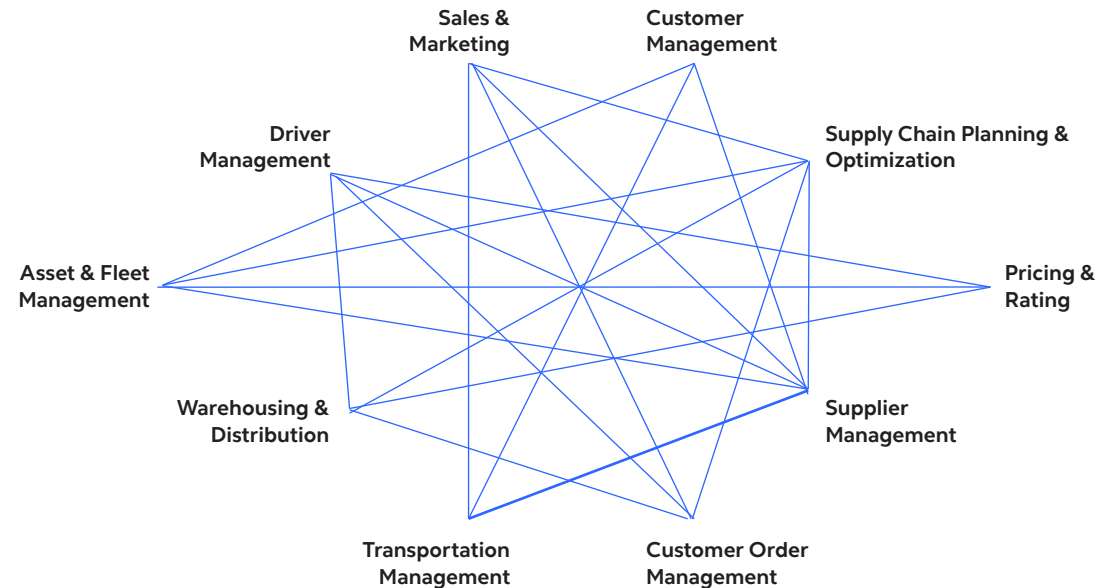 Sales &
Marketing
Customer
Management
Driver
Management
Supply Chain Planning &
Optimization
Asset & Fleet
Management
Pricing &
Rating
Warehousing &
Distribution
Supplier
Management
Transportation
Management
Customer Order
Management